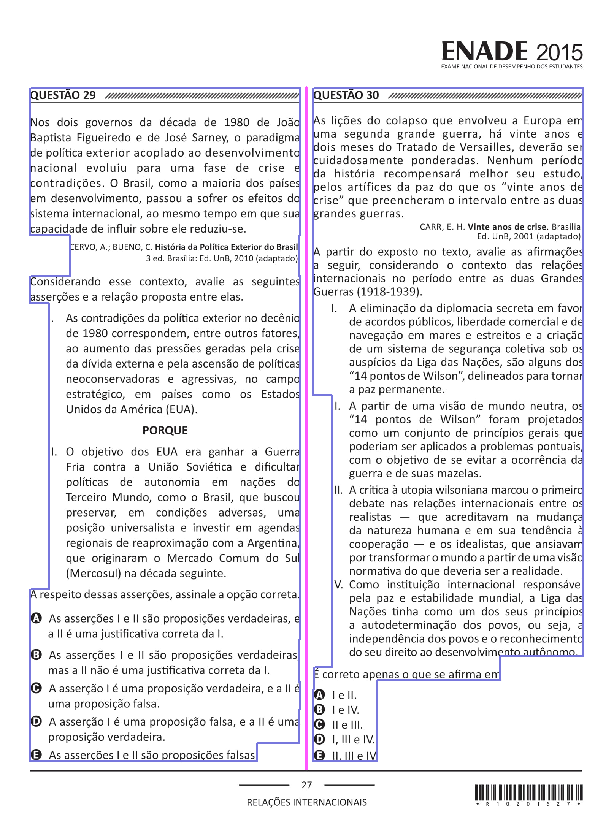 ENADE 2015
EXAME NACIONAL DE DESEMPENHO DOS ESTUDANTES
QUESTÃO 29
Nos dois governos da década de 1980 de João
Baptista Figueiredo e de José Sarney, o paradigma
de política exterior acoplado ao desenvolvimento
nacional evoluiu para uma fase de crise e
contradições. O Brasil, como a maioria dos países
em desenvolvimento, passou a sofrer os efeitos do
sistema internacional, ao mesmo tempo em que sua
capacidade de influir sobre ele reduziu-se.
CERVO, A.; BUENO, C. História da Política Exterior do Brasil
3 ed. Brasília: Ed. UnB, 2010 (adaptado)
Considerando esse contexto, avalie as seguintes
asserções e a relação proposta entre elas.
I. As contradições da política exterior no decênio
de 1980 correspondem, entre outros fatores,
ao aumento das pressões geradas pela crise
da dívida externa e pela ascensão de políticas
neoconservadoras e agressivas, no campo
estratégico, em países como os Estados
Unidos da América (EUA).
PORQUE
II. O objetivo dos EUA era ganhar a Guerra
Fria contra a União Soviética e dificultar
políticas de autonomia em nações do
Terceiro Mundo, como o Brasil, que buscou
preservar, em condições adversas, uma
posição universalista e investir em agendas
regionais de reaproximação com a Argentina,
que originaram o Mercado Comum do Sul
(Mercosul) na década seguinte.
A respeito dessas asserções, assinale a opção correta.
A As asserções I e II são proposições verdadeiras, e
a II é uma justificativa correta da I.
B As asserções I e II são proposições verdadeiras
mas a II não é uma justificativa correta da I.
C A asserção I é uma proposição verdadeira, e a II é
uma proposição falsa.
D A asserção I é uma proposição falsa, e a II é uma
proposição verdadeira.
E As asserções I e II são proposições falsas
QUESTÃO 30
As lições do colapso que envolveu a Europa em
uma segunda grande guerra, há vinte anos e
dois meses do Tratado de Versailles, deverão ser
cuidadosamente ponderadas. Nenhum período
da história recompensará melhor seu estudo,
pelos artífices da paz do que os "vinte anos de
crise" que preencheram o intervalo entre as duas
grandes guerras.
CARR, E. H. Vinte anos de crise. Brasília
Ed. UnB, 2001 (adaptado)
A partir do exposto no texto, avalie as afirmações
a seguir, considerando o contexto das relações
internacionais no período entre as duas Grandes
Guerras (1918-1939).
I. A eliminação da diplomacia secreta em favor
de acordos públicos, liberdade comercial e de
navegação em mares e estreitos e a criação
de um sistema de segurança coletiva sob os
auspícios da Liga das Nações, são alguns dos
"14 pontos de Wilson", delineados para tornar
a paz permanente.
II. A partir de uma visão de mundo neutra, os
"14 pontos de Wilson" foram projetados
como um conjunto de princípios gerais que
poderiam ser aplicados a problemas pontuais,
com o objetivo de se evitar a ocorrência da
guerra e de suas mazelas.
III. A crítica à utopia wilsoniana marcou o primeiro
debate nas relações internacionais entre os
realistas — que acreditavam na mudança
da natureza humana e em sua tendência à
cooperação — e os idealistas, que ansiavam
por transformar o mundo a partir de uma visão
normativa do que deveria ser a realidade.
IV. Como instituição internacional responsável
pela paz e estabilidade mundial, a Liga das
Nações tinha como um dos seus princípios
a autodeterminação dos povos, ou seja, a
independência dos povos e o reconhecimento
do seu direito ao desenvolvimento autônomo.
É correto apenas o que se afirma em
A I e II.
B I e IV.
C II e III.
D I, III e IV.
E II, III e IV
27
RELAÇÕES INTERNACIONAIS
*R1020152 7*